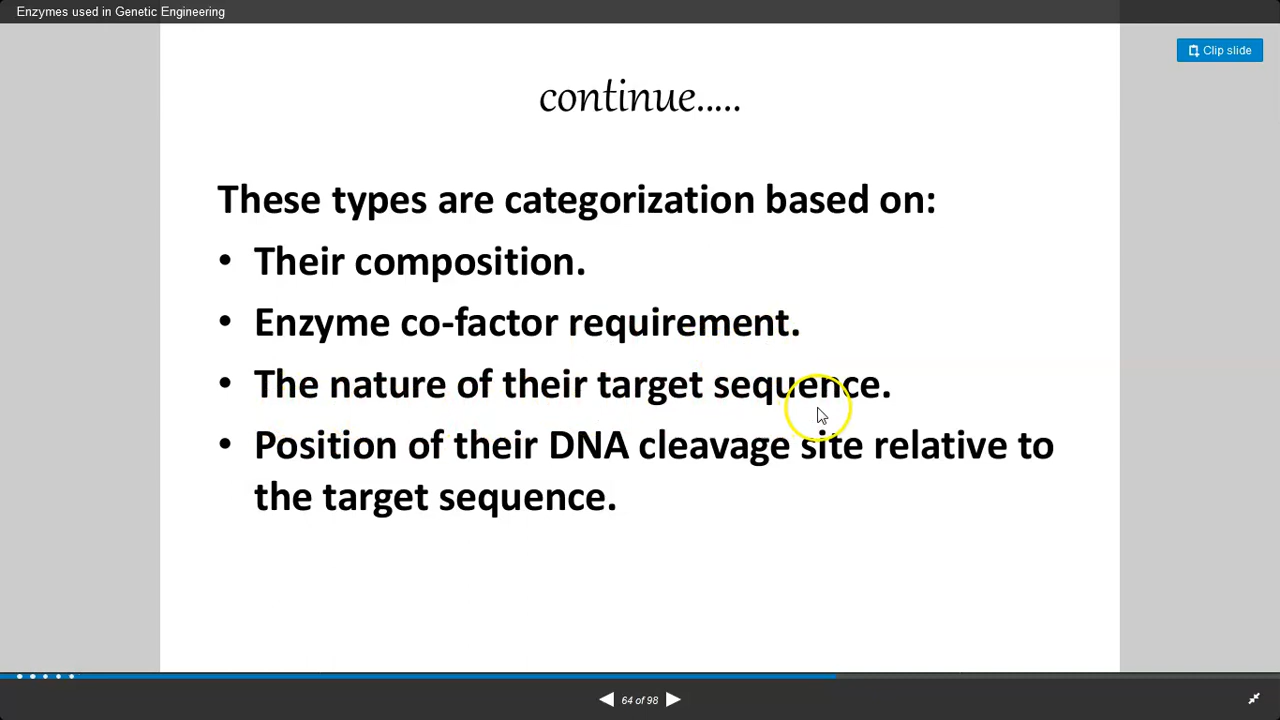 Enzymes used in Genetic Engineering
Clip slide
continue.....
These types are categorization based on:
• Their composition.
• Enzyme co-factor requirement.
• The nature of their target sequence.
• Position of their DNA cleavage site relative to
the target sequence.
64 of 98